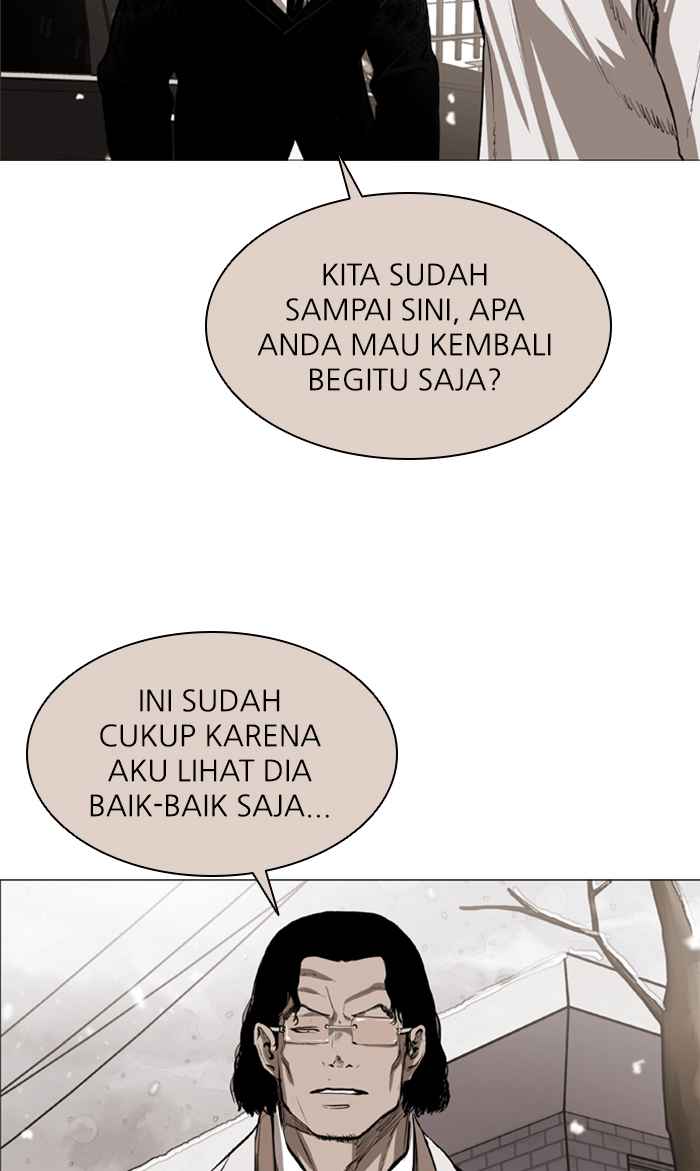 KITA SUDAH
SAMPAI SINI, APA
ANDA MAU KEMBALI
BEGITU SAJA?
INI SUDAH
CUKUP KARENA
AKU LIHAT DIA
BAIK-BAIK SAJA...